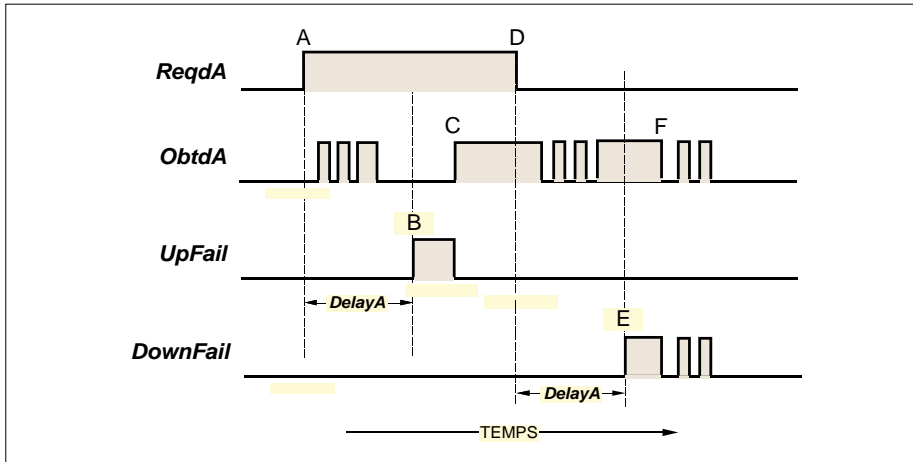 A
D
ReqdA
C
F
ObtdA
B
UpFail
DelayA
E
DownFail
DelayA
TEMPS